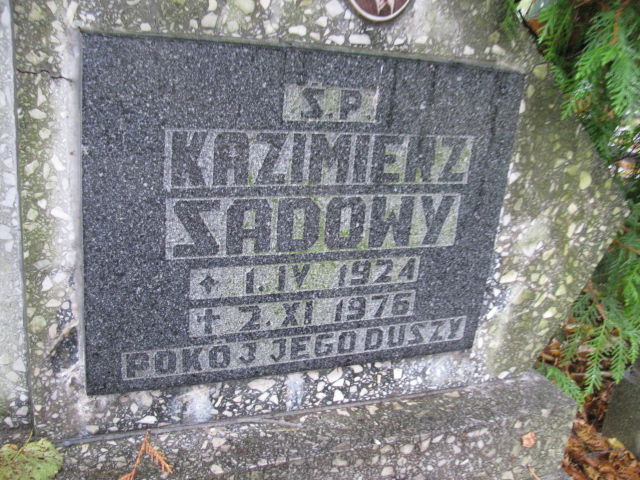 Ś.P.
KAZIMIERZ
SADOWY
1.IV 1924
2.XI 1976
POKÓJ JEGO DUSZY